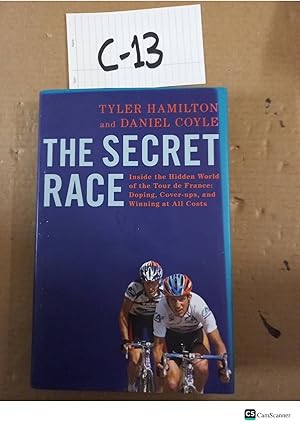 C-13
TYLER HAMILTON
and DANIEL COYLE
THE SECRET
RACE
Inside the Hidden World
of the Tour de France:
Doping, Cover-ups, and
Winning at All Costs
CS CamScanner